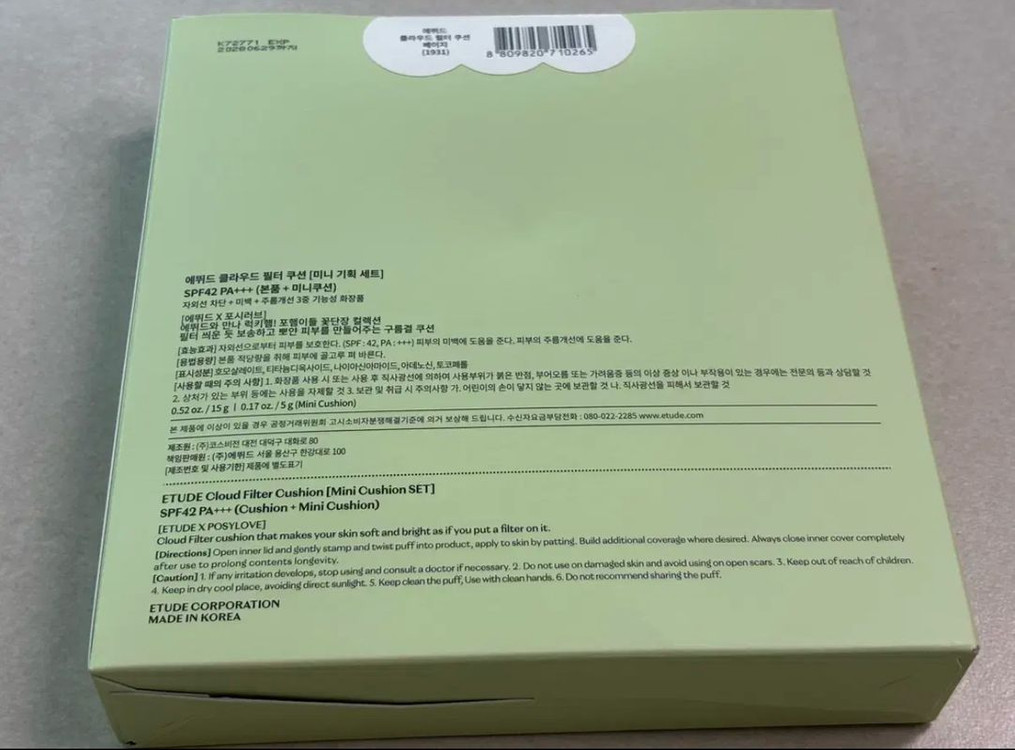 K72771 EXP
20280629까지
에뛰드
클라우드 필터 쿠션
베이지
(1931)
8 809820 710265
에뛰드 클라우드 필터 쿠션 [미니 기획 세트]
SPF42 PA+++ (본품 + 미니쿠션)
자외선 차단 + 미백 + 주름개선 3중 기능성 화장품
[에뛰드 X 포시러브]
에뛰드와 만나 럭키햄! 포햄이들 꽃단장 컬렉션
필터 씌운 듯 보송하고 뽀얀 피부를 만들어주는 구름결 쿠션
[효능효과] 자외선으로부터 피부를 보호한다. (SPF : 42, PA : +++) 피부의 미백에 도움을 준다. 피부의 주름개선에 도움을 준다.
[용법용량] 본품 적당량을 취해 피부에 골고루 펴 바른다.
[표시성분] 호모살레이트, 티타늄디옥사이드, 나이아신아마이드, 아데노신, 토코페롤
[사용할 때의 주의 사항] 1. 화장품 사용 시 또는 사용 후 직사광선에 의하여 사용부위가 붉은 반점, 부어오름 또는 가려움증 등의 이상 증상 이나 부작용이 있는 경우에는 전문의 등과 상담할 것
2. 상처가 있는 부위 등에는 사용을 자제할 것 3. 보관 및 취급 시 주의사항 가. 어린이의 손이 닿지 않는 곳에 보관할 것 나. 직사광선을 피해서 보관할 것
0.52 oz. / 15 g | 0.17 oz. / 5 g (Mini Cushion)
본 제품에 이상이 있을 경우 공정거래위원회 고시소비자분쟁해결기준에 의거 보상해 드립니다. 수신자요금부담전화 : 080-022-2285 www.etude.com
제조원 : (주)코스비전 대전 대덕구 대화로 80
책임판매원 : (주)에뛰드 서울 용산구 한강대로 100
[제조번호 및 사용기한] 제품에 별도표기
ETUDE Cloud Filter Cushion [Mini Cushion SET]
SPF42 PA+++ (Cushion + Mini Cushion)
[ETUDE X POSYLOVE]
Cloud Filter cushion that makes your skin soft and bright as if you put a filter on it.
[Directions] Open inner lid and gently stamp and twist puff into product, apply to skin by patting. Build additional coverage where desired. Always close inner cover completely
after use to prolong contents longevity.
[Caution] 1. If any irritation develops, stop using and consult a doctor if necessary. 2. Do not use on damaged skin and avoid using on open scars. 3. Keep out of reach of children.
4. Keep in dry cool place, avoiding direct sunlight. 5. Keep clean the puff, Use with clean hands. 6. Do not recommend sharing the puff.
ETUDE CORPORATION
MADE IN KOREA